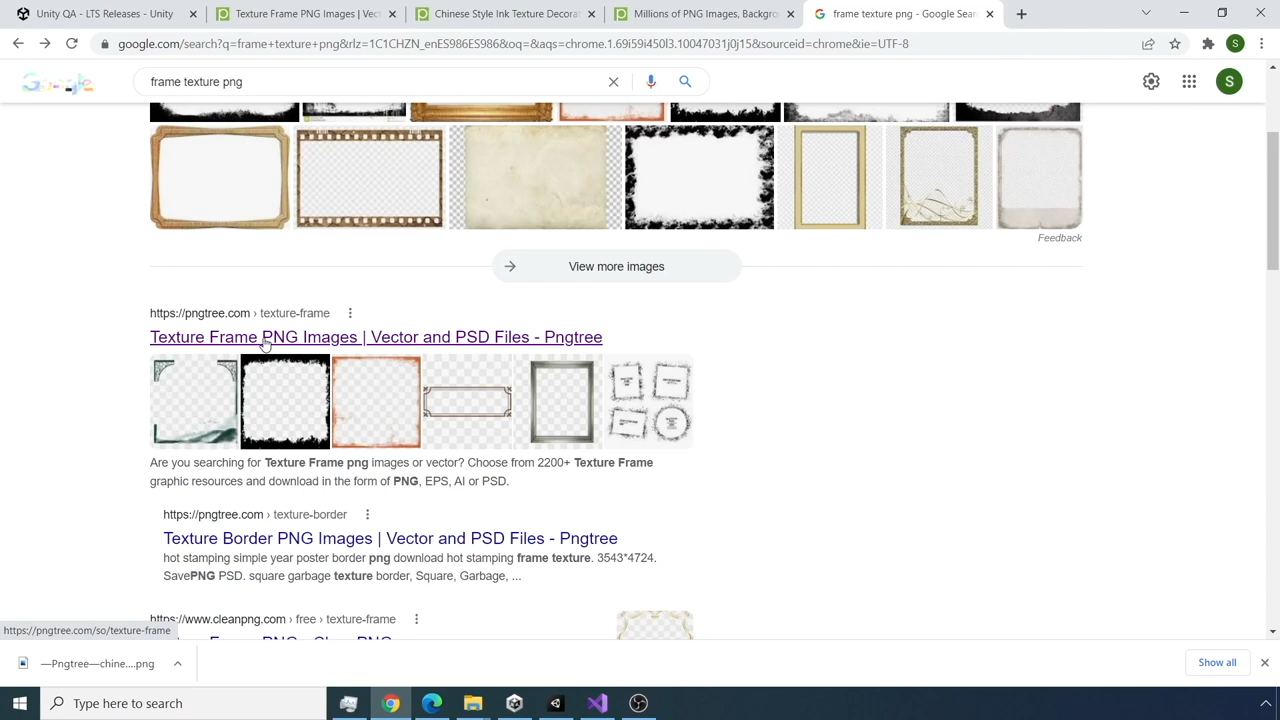 Unity QA - LTS Releases - Unity
Texture PNG Images | Vect
Chinese Style Ink Texture Decorat
Millions of PNG Images, Backgro
frame texture png - Google Sear
google.com/search?q=frame+texture+png&rlz=1C1CHZN_enES986ES986&oq=&aqs=chrome.1.69i59i450l3.10047031j0j15&sourceid=chrome&ie=UTF-8
S
Google
frame texture png
S
Feedback
View more images
https://pngtree.com › texture-frame
Texture Frame PNG Images | Vector and PSD Files - Pngtree
Are you searching for Texture Frame png images or vector? Choose from 2200+ Texture Frame
graphic resources and download in the form of PNG, EPS, AI or PSD.
https://pngtree.com › texture-border
Texture Border PNG Images | Vector and PSD Files - Pngtree
hot stamping simple year poster border png download hot stamping frame texture. 3543*4724.
SavePNG PSD. square garbage texture border, Square, Garbage, ...
https://www.cleanpng.com › free › texture-frame
https://pngtree.com/so/texture-frame
—Pngtree—chine....png
Show all
Type here to search